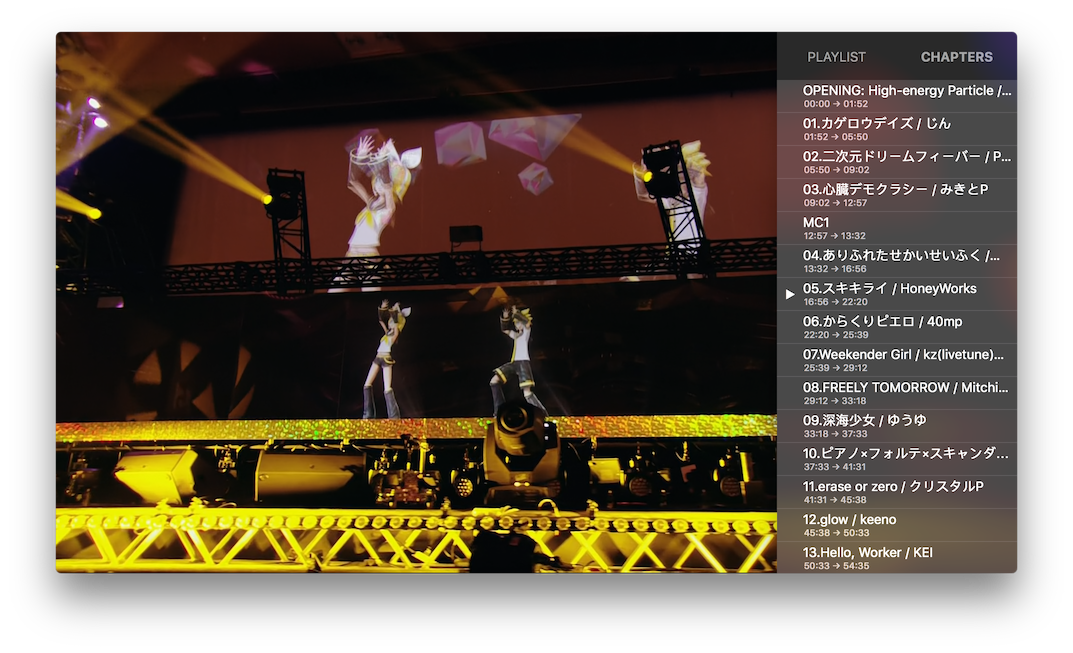 PLAYLIST CHAPTERS
OPENING: High-energy Particle /...
00:00 → 01:52
01.カゲロウデイズ / じん
01:52 → 05:50
02.二次元ドリームフィーバー / P...
05:50 → 09:02
03.心臓デモクラシー / みきとP
09:02 → 12:57
MC1
12:57 → 13:32
04.ありふれたせかいせいふく /...
13:32 → 16:56
05.スキキライ / HoneyWorks
16:56 → 22:20
06.からくりピエロ / 40mp
22:20 → 25:39
07.Weekender Girl / kz(livetune)...
25:39 → 29:12
08.FREELY TOMORROW / Mitchi...
29:12 → 33:18
09.深海少女 / ゆうゆ
33:18 → 37:33
10.ピアノ×フォルテ×スキャンダ...
37:33 → 41:31
11.erase or zero / クリスタルP
41:31 → 45:38
12.glow / keeno
45:38 → 50:33
13.Hello, Worker / KEI
50:33 → 54:35